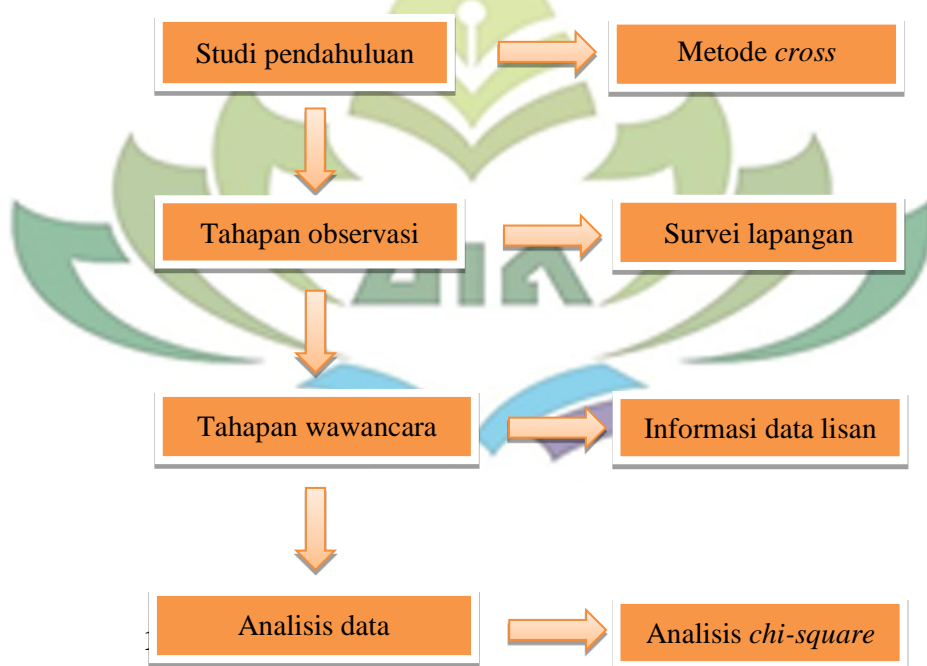 Studi pendahuluan
Metode cross
Tahapan observasi
Survei lapangan
Tahapan wawancara
Informasi data lisan
Analisis data
Analisis chi-square